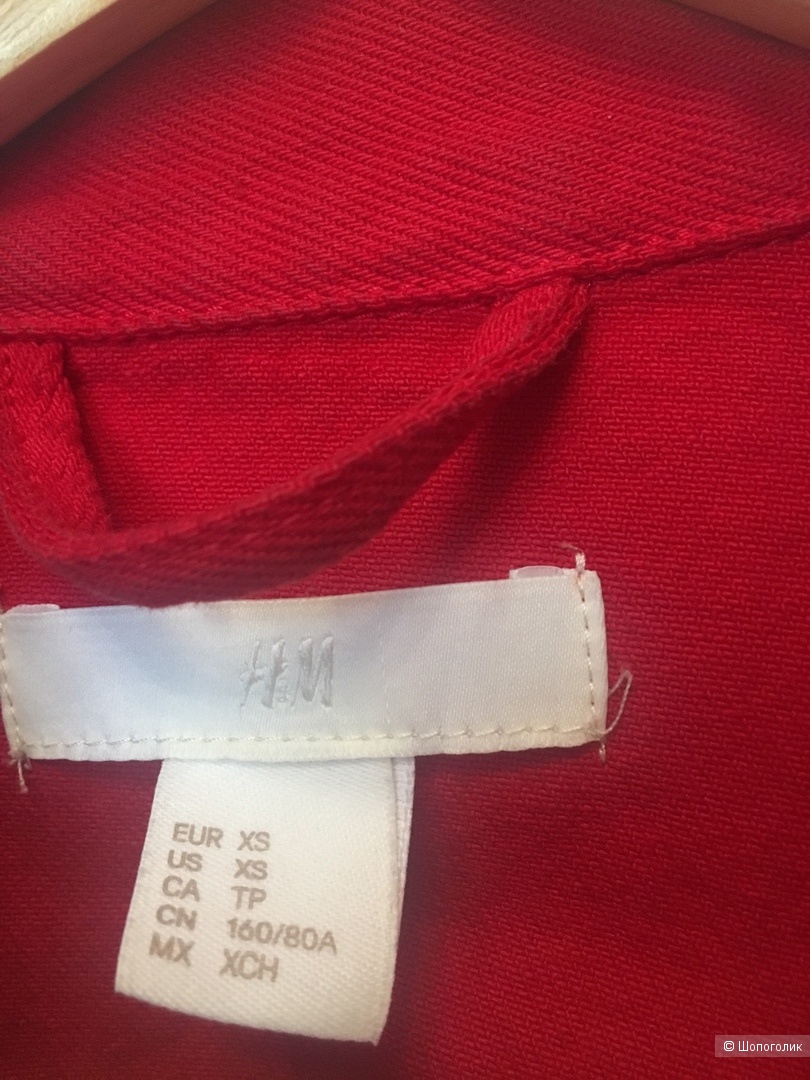 H&M
EUR XS
US XS
CA TP
CN 160/80A
MX XCH
© Шопоголик